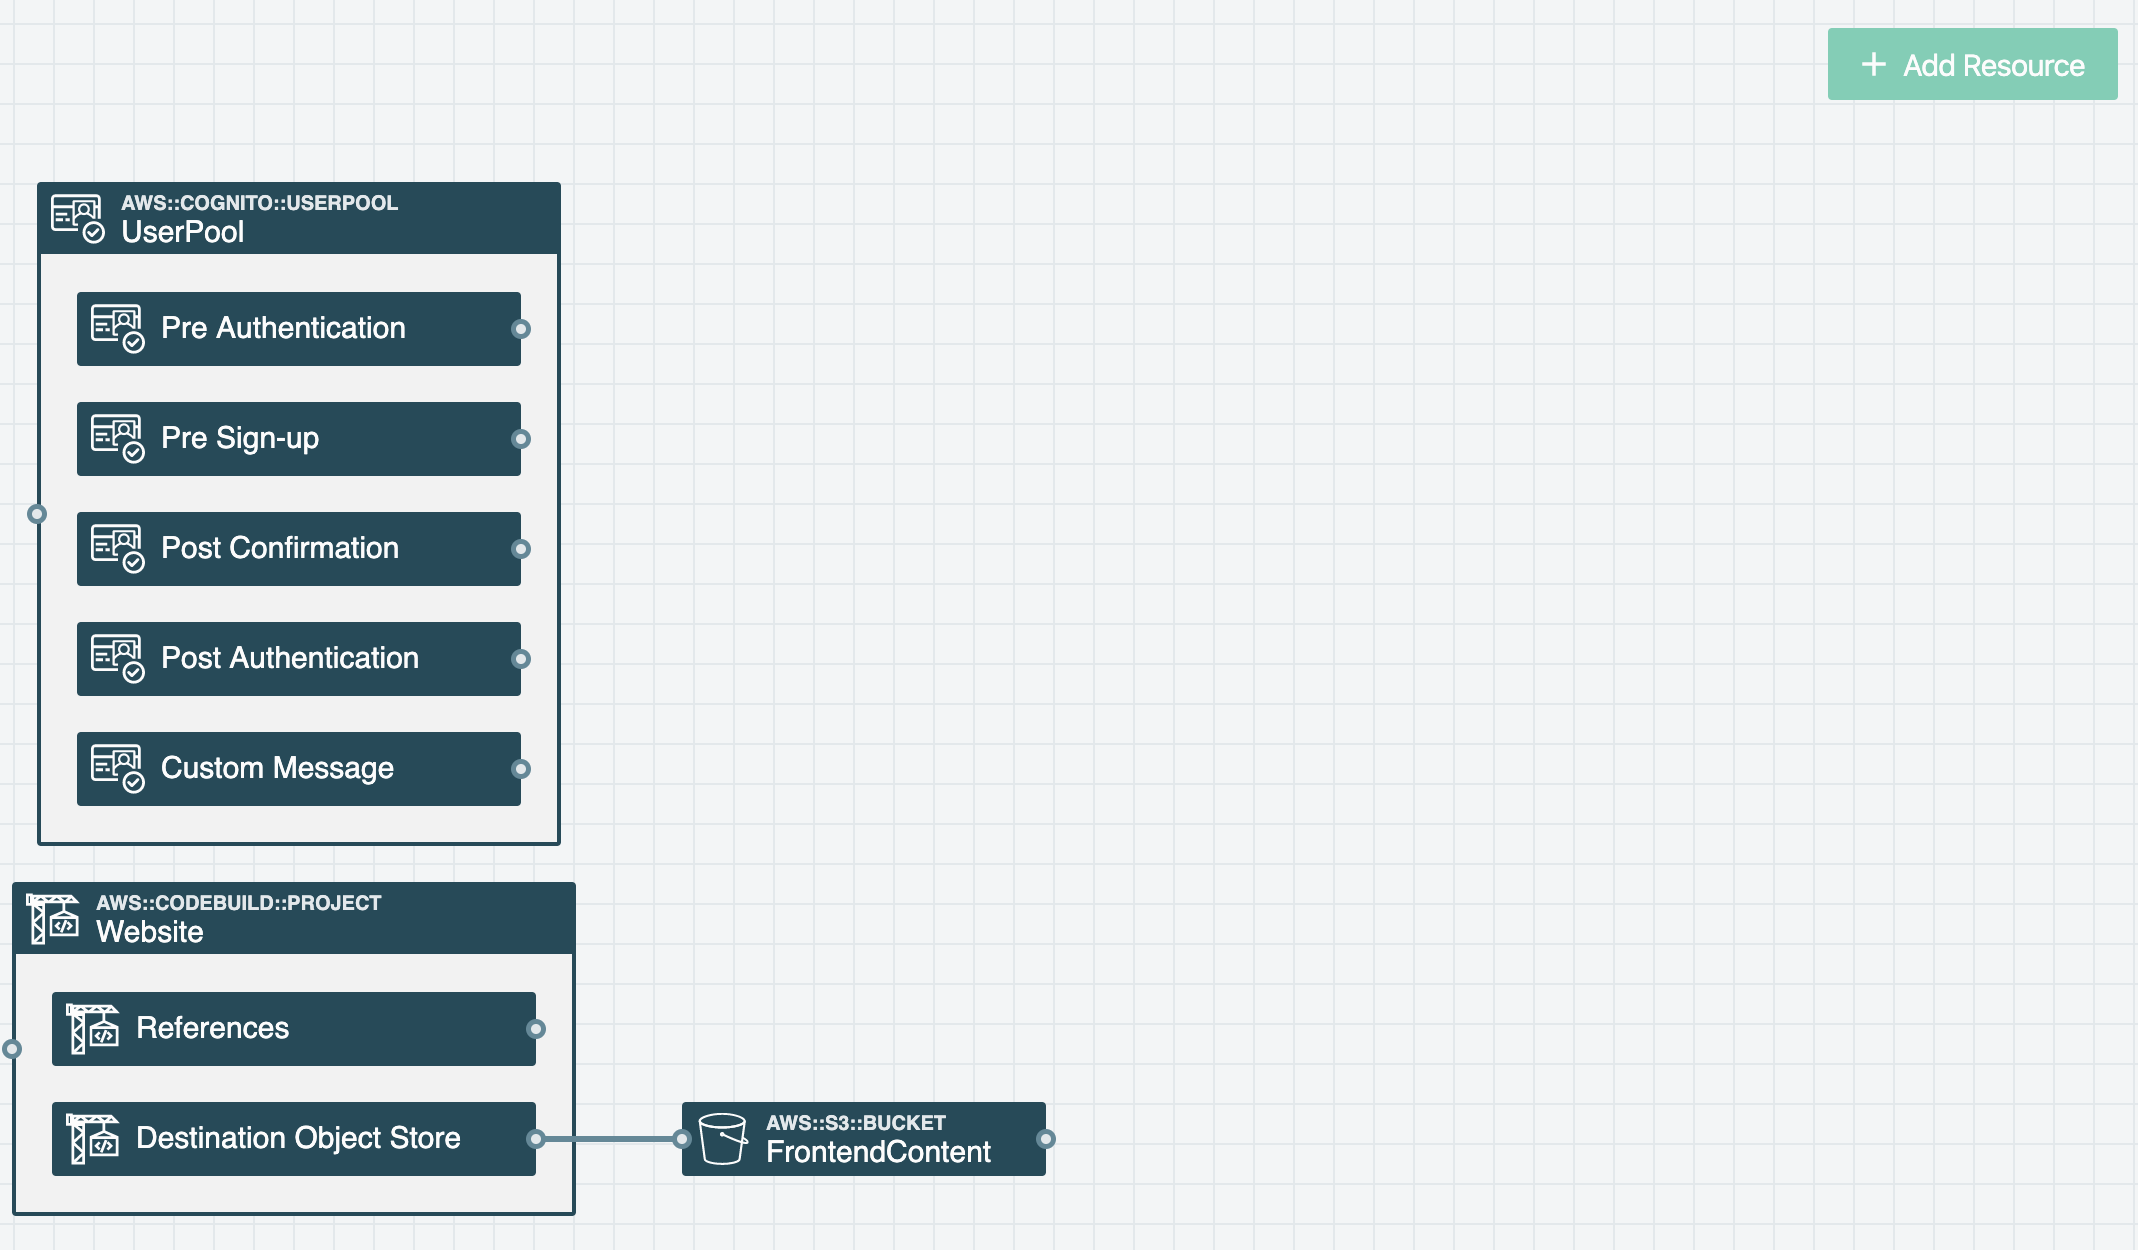 + Add Resource
AWS::COGNITO::USERPOOL
UserPool
Pre Authentication
Pre Sign-up
Post Confirmation
Post Authentication
Custom Message
AWS::CODEBUILD::PROJECT
Website
References
Destination Object Store
AWS::S3::BUCKET
FrontendContent